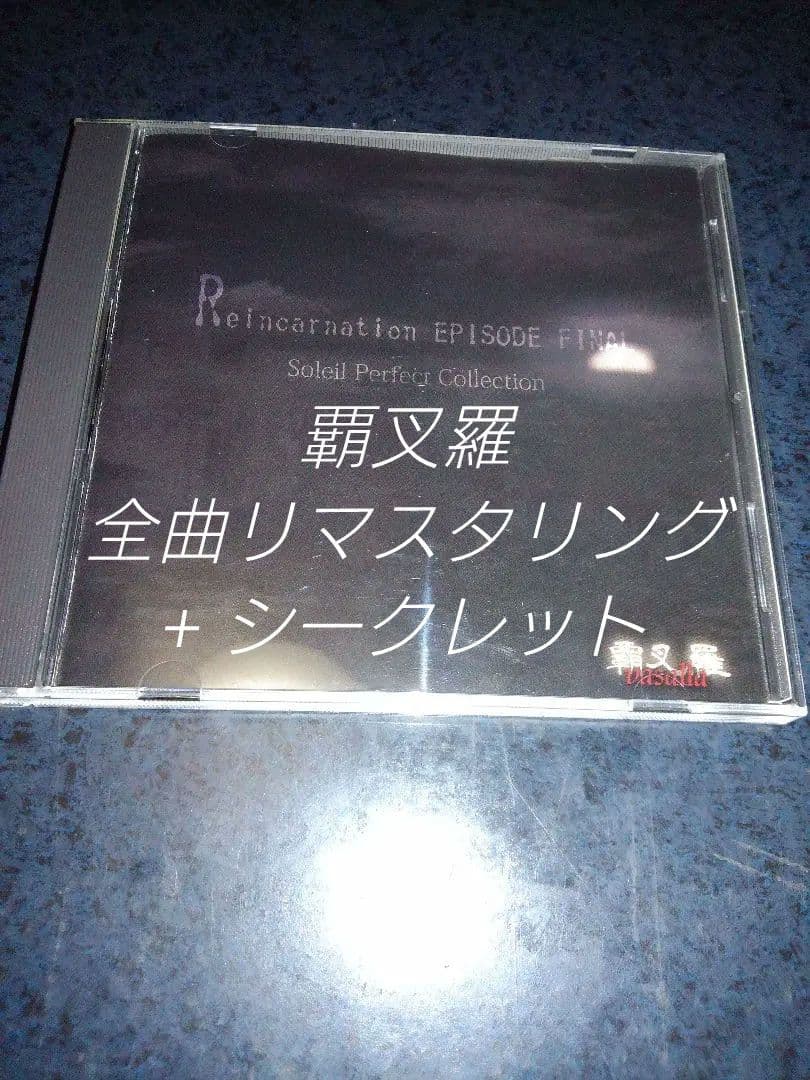 Reincarnation EPISODE FINAL
Soleil Perfect Collection
覇叉羅
全曲リマスタリング
+ シークレット
覇叉羅
vasalla